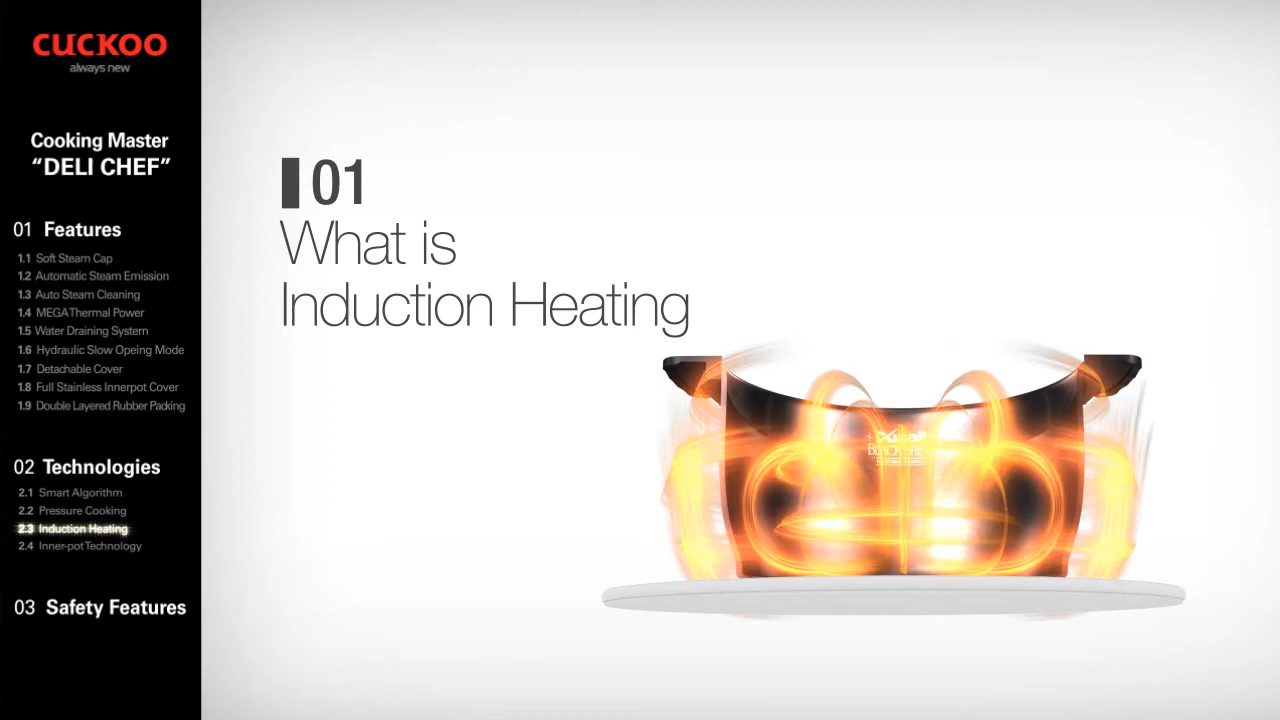 CUCKOO
always new
Cooking Master
“DELI CHEF”
01 Features
1.1 Soft Steam Cap
1.2 Automatic Steam Emission
1.3 Auto Steam Cleaning
1.4 MEGA Thermal Power
1.5 Water Draining System
1.6 Hydraulic Slow Opeing Mode
1.7 Detachable Cover
1.8 Full Stainless Innerpot Cover
1.9 Double Layered Rubber Packing
02 Technologies
2.1 Smart Algorithm
2.2 Pressure Cooking
2.3 Induction Heating
2.4 Inner-pot Technology
03 Safety Features
01
What is
Induction Heating